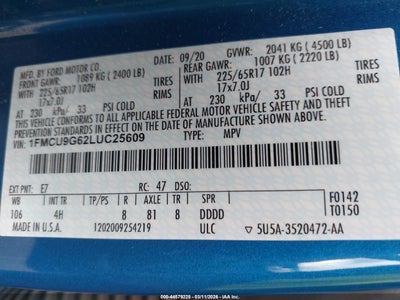 MFD. BY FORD MOTOR CO.
09/20 GVWR: 2041 KG (4500 LB)
FRONT GAWR: 1089 KG (2400 LB)
REAR GAWR: 1007 KG (2220 LB)
WITH 225/65R17 102H TIRES
17x7.0J RIMS
AT 230 kPa/ 33 PSI COLD
WITH 225/65R17 102H TIRES
17x7.0J RIMS
AT 230 kPa/ 33 PSI COLD
THIS VEHICLE CONFORMS TO ALL APPLICABLE FEDERAL MOTOR VEHICLE SAFETY AND
THEFT PREVENTION STANDARDS IN EFFECT ON THE DATE OF MANUFACTURE SHOWN ABOVE.
VIN: 1FMCU9G62LUC25609 TYPE: MPV
EXT PNT: E7 RC: 47 DSO:
WB INT TR TP/PS R AXLE TR SPR
106 4H 8 81 8 DDDD
F0142
T0150
MADE IN U.S.A. 1202009254219 ULC 5U5A-3520472-AA
000-44579226 - 03/11/2026 - IAA, Inc.